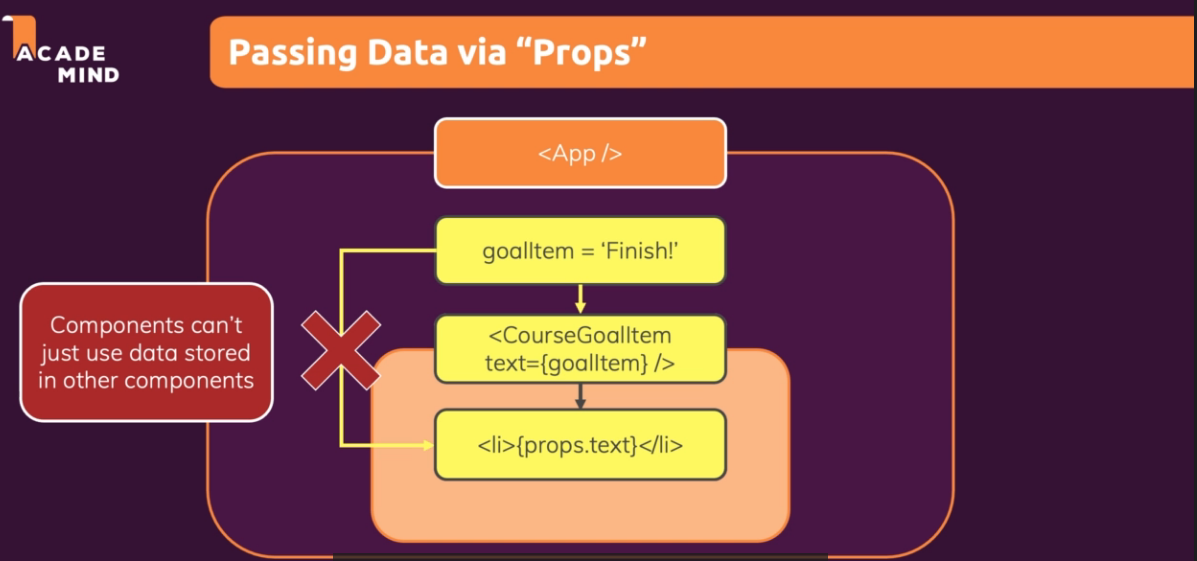 ACADE
MIND
Passing Data via “Props”
<App />
goalItem = ‘Finish!’
Components can’t
just use data stored
in other components
<CourseGoalItem
text={goalItem} />
<li>{props.text}</li>